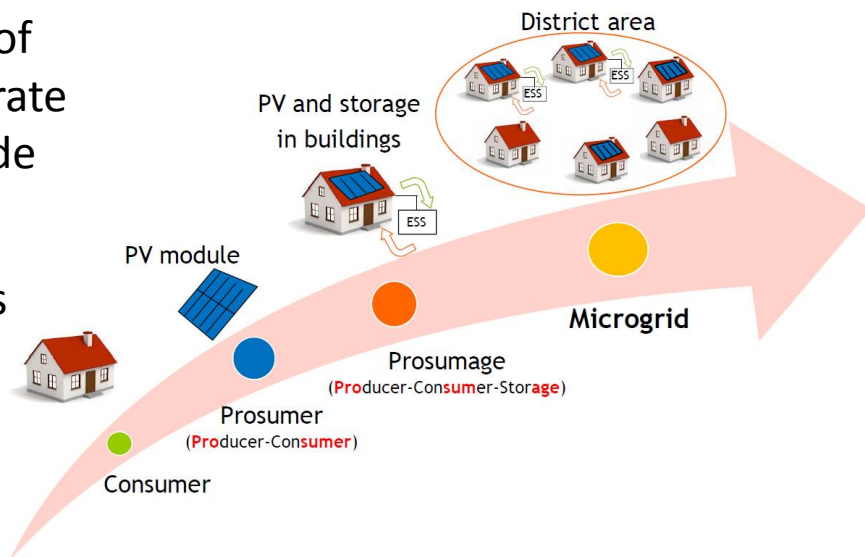 of
rate
de
s
District area
ESS
ESS
PV and storage
in buildings
ESS
PV module
Microgrid
Prosumage
(Producer-Consumer-Storage)
Prosumer
(Producer-Consumer)
Consumer